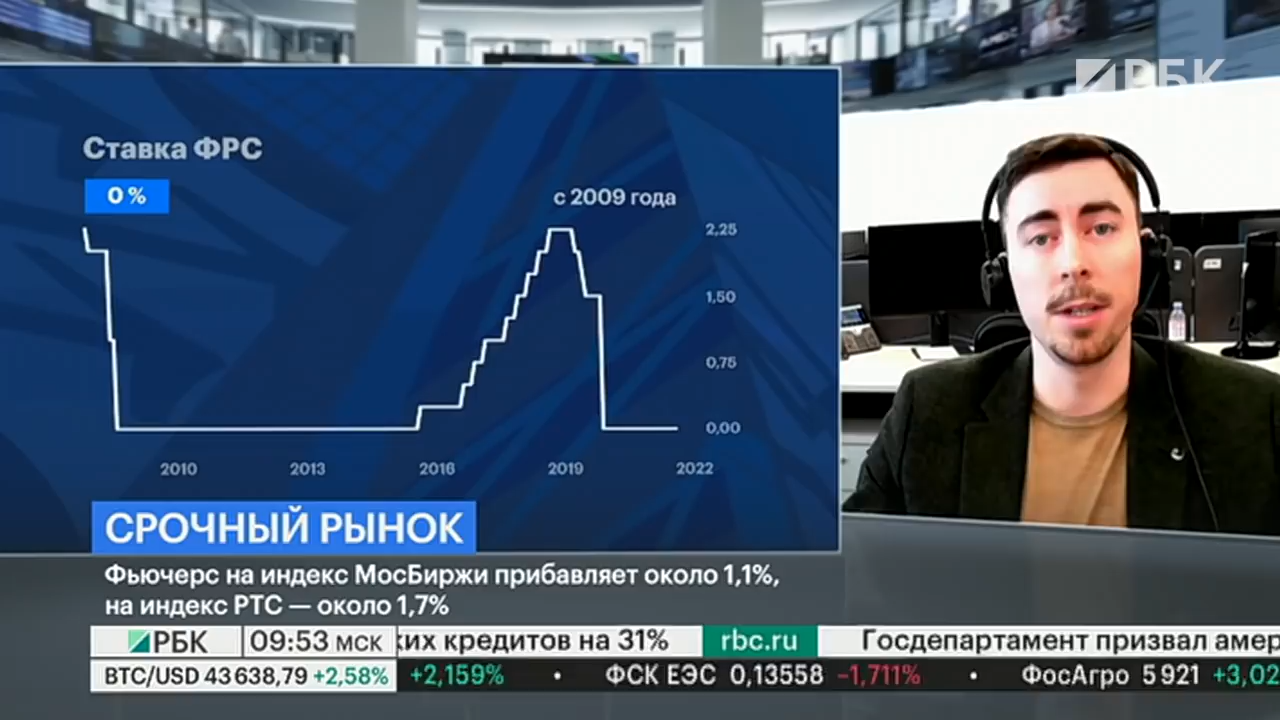 РБК
Ставка ФРС
0 %
с 2009 года
2,25
1,50
0,75
0,00
2010 2013 2016 2019 2022
СРОЧНЫЙ РЫНОК
Фьючерс на индекс МосБиржи прибавляет около 1,1%,
на индекс РТС — около 1,7%
РБК 09:53 МСК ких кредитов на 31% rbc.ru Госдепартамент призвал амер
BTC/USD 43 638,79 +2,58% +2,159% • ФСК ЕЭС 0,13558 −1,711% • ФосАгро 5 921 +3,02